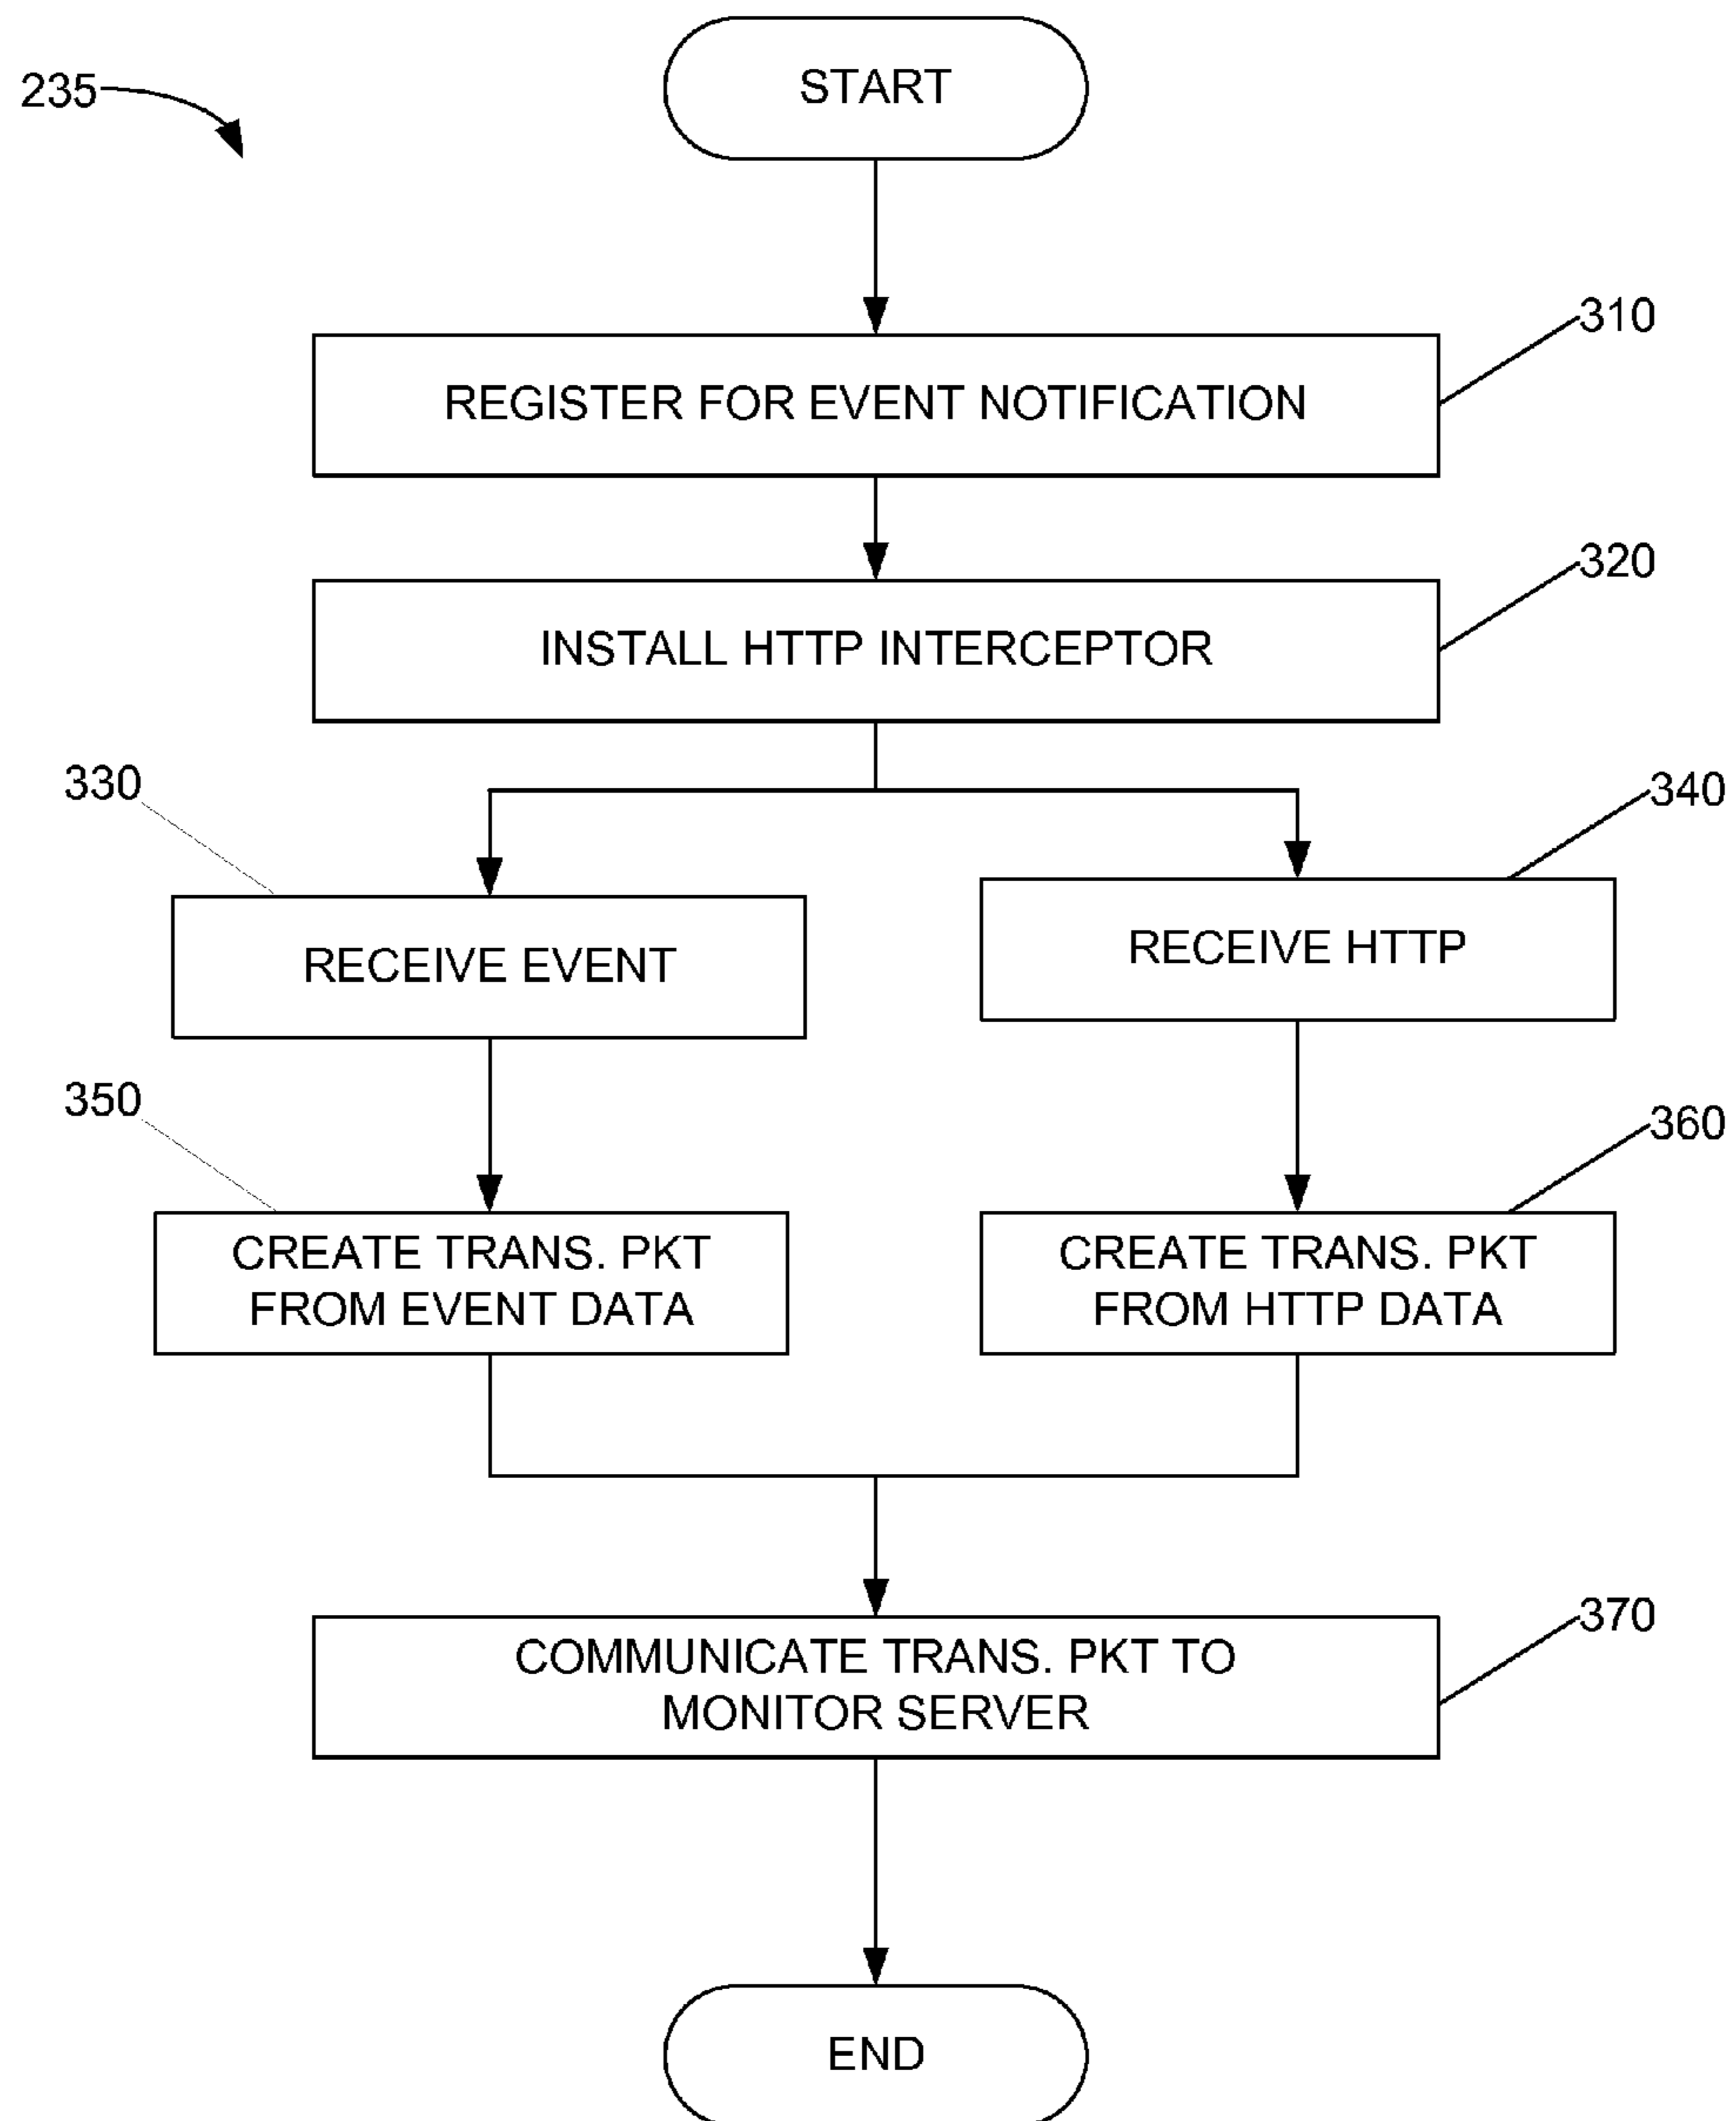 235
START
310
REGISTER FOR EVENT NOTIFICATION
320
INSTALL HTTP INTERCEPTOR
330
340
RECEIVE EVENT
RECEIVE HTTP
350
360
CREATE TRANS. PKT
FROM EVENT DATA
CREATE TRANS. PKT
FROM HTTP DATA
370
COMMUNICATE TRANS. PKT TO
MONITOR SERVER
END